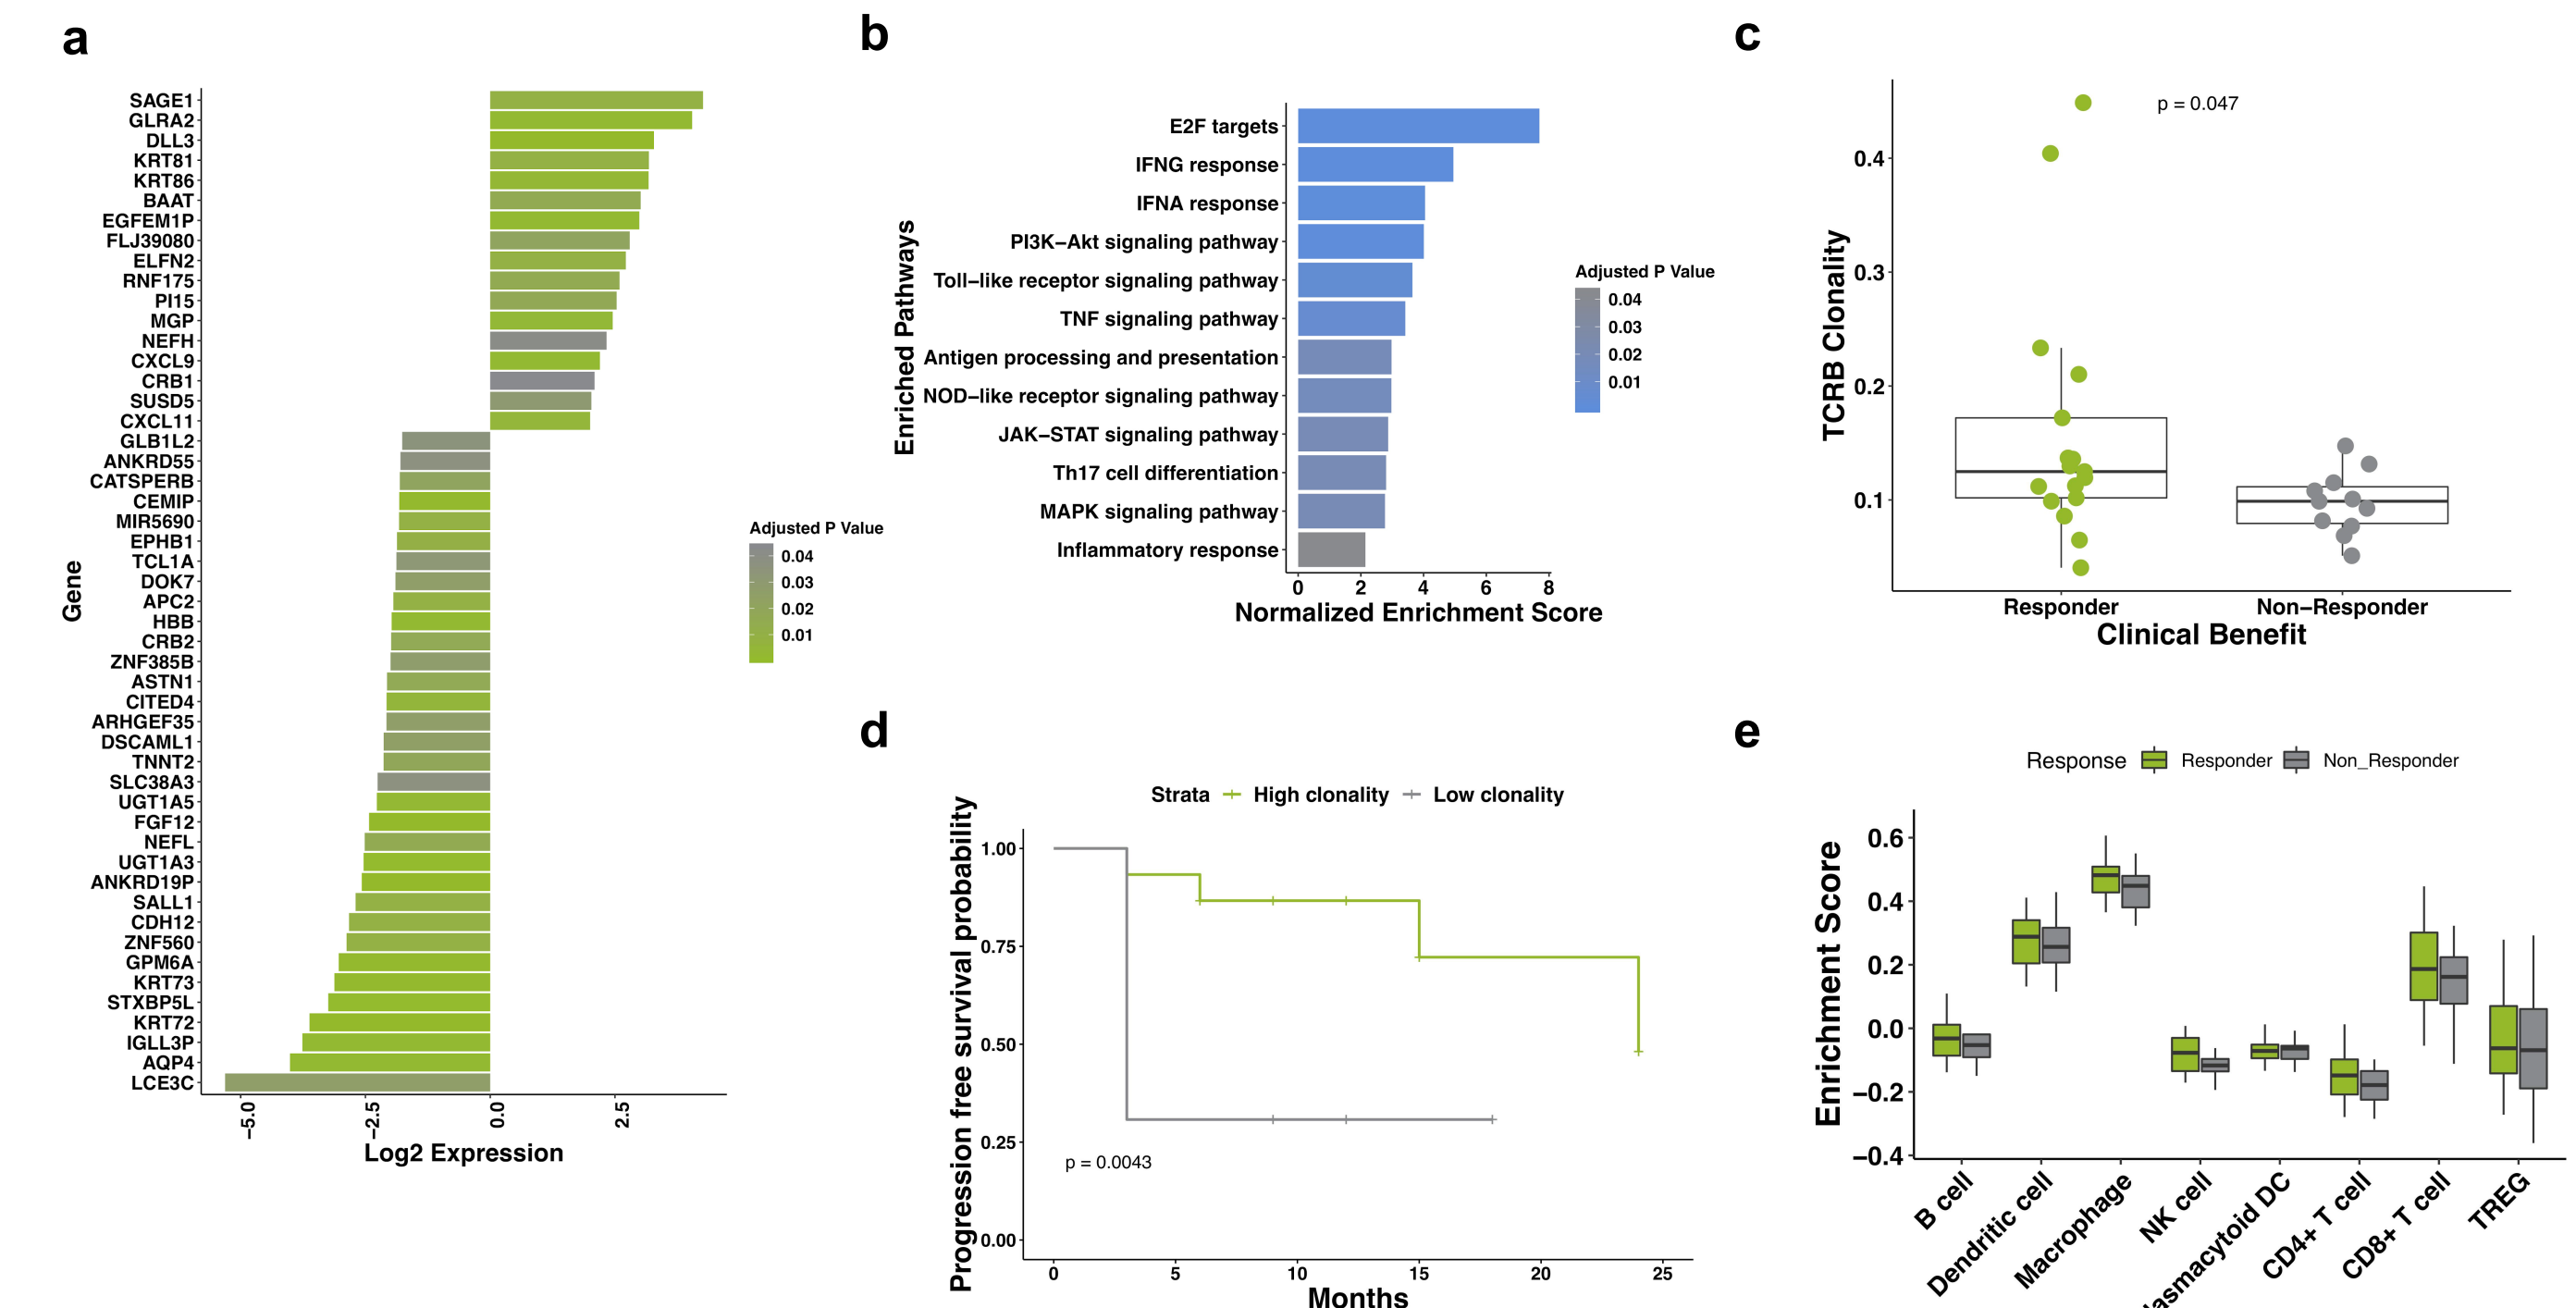 a
SAGE1
GLRA2
DLL3
KRT81
KRT86
BAAT
EGFEM1P
FLJ39080
ELFN2
RNF175
PI15
MGP
NEFH
CXCL9
CRB1
SUSD5
CXCL11
GLB1L2
ANKRD55
CATSPERB
CEMIP
MIR5690
EPHB1
TCL1A
DOK7
APC2
HBB
CRB2
ZNF385B
ASTN1
CITED4
ARHGEF35
DSCAML1
TNNT2
SLC38A3
UGT1A5
FGF12
NEFL
UGT1A3
ANKRD19P
SALL1
CDH12
ZNF560
GPM6A
KRT73
STXBP5L
KRT72
IGLL3P
AQP4
LCE3C
Gene
−5.0
−2.5
0.0
2.5
Log2 Expression
Adjusted P Value
0.04
0.03
0.02
0.01
b
Enriched Pathways
E2F targets
IFNG response
IFNA response
PI3K−Akt signaling pathway
Toll−like receptor signaling pathway
TNF signaling pathway
Antigen processing and presentation
NOD−like receptor signaling pathway
JAK−STAT signaling pathway
Th17 cell differentiation
MAPK signaling pathway
Inflammatory response
0 2 4 6 8
Normalized Enrichment Score
Adjusted P Value
0.04
0.03
0.02
0.01
c
p = 0.047
TCRB Clonality
0.4
0.3
0.2
0.1
Responder Non−Responder
Clinical Benefit
d
Strata High clonality Low clonality
Progression free survival probability
1.00
0.75
0.50
0.25
0.00
p = 0.0043
0 5 10 15 20 25
Months
e
Response Responder Non_Responder
Enrichment Score
0.6
0.4
0.2
0.0
−0.2
−0.4
B cell
Dendritic cell
Macrophage
NK cell
lasmacytoid DC
CD4+ T cell
CD8+ T cell
TREG